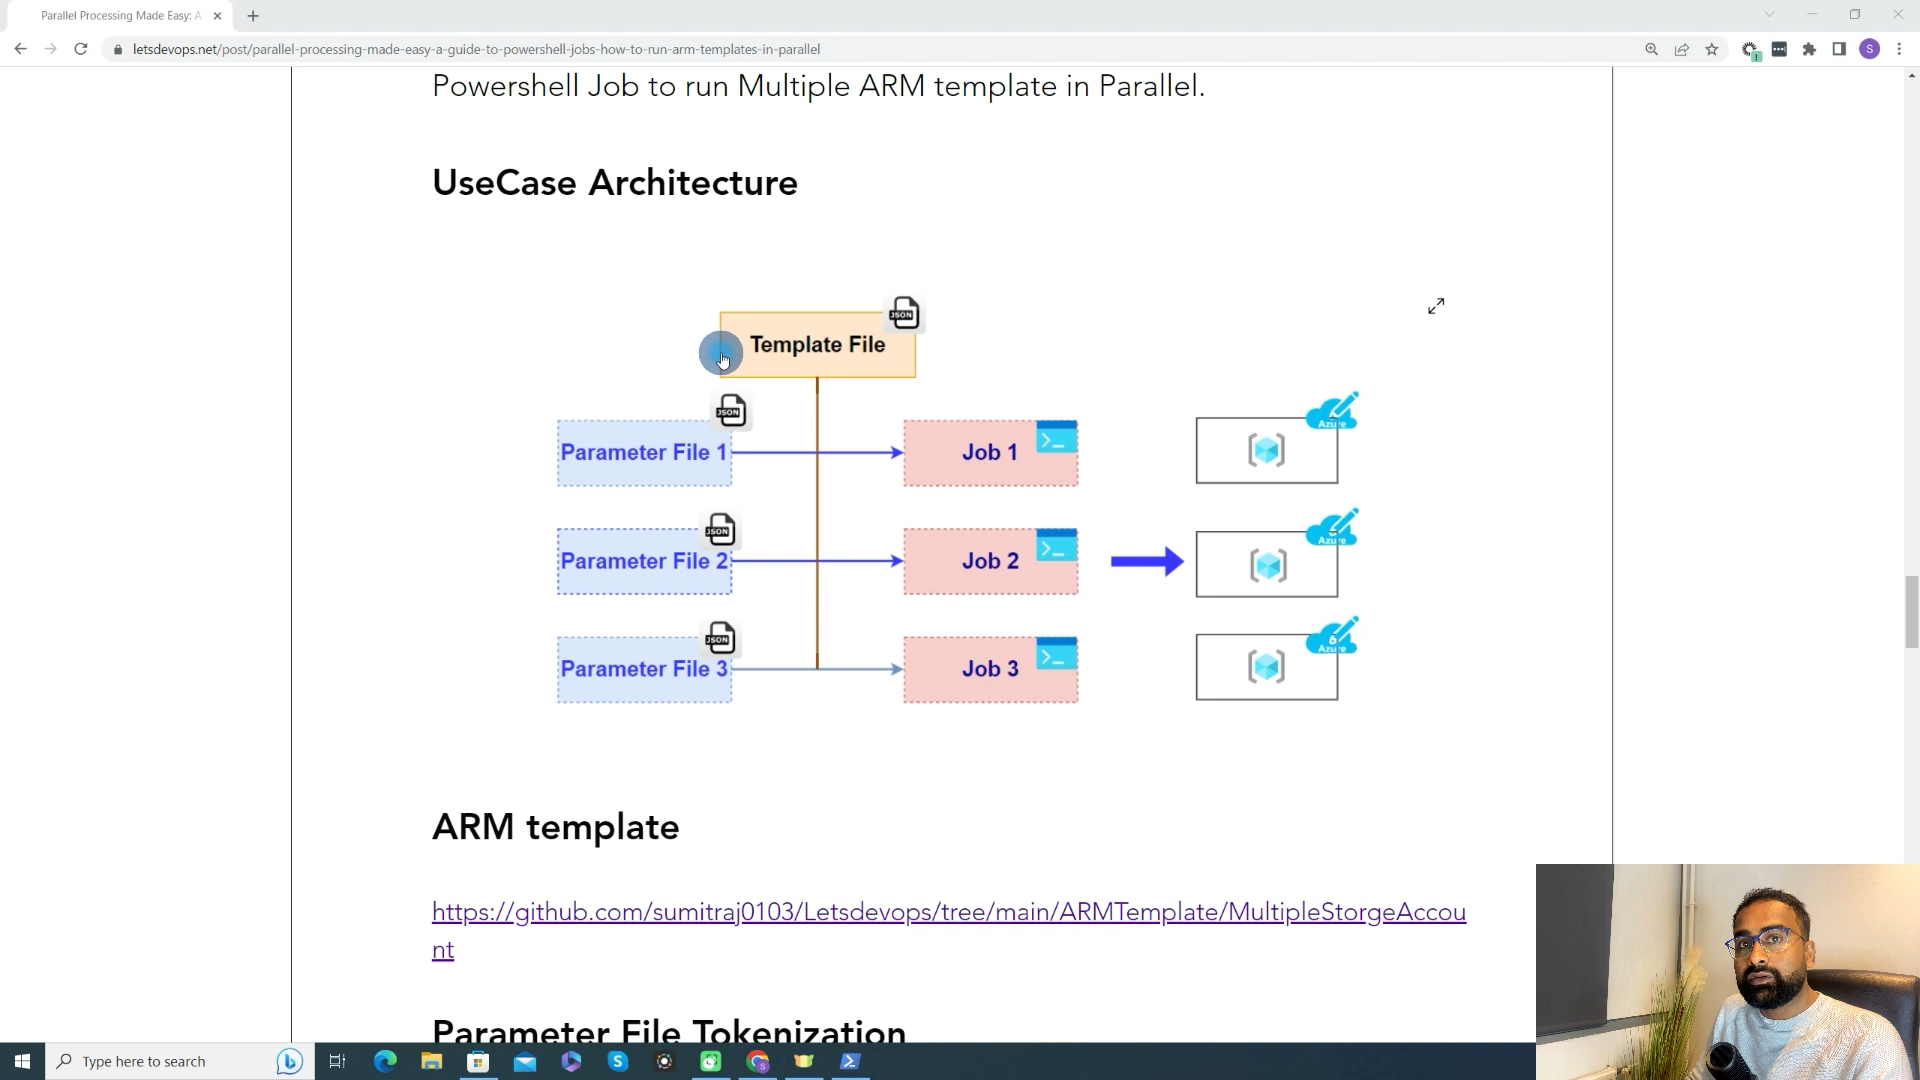 Parallel Processing Made Easy: A
letsdevops.net/post/parallel-processing-made-easy-a-guide-to-powershell-jobs-how-to-run-arm-templates-in-parallel
S
Powershell Job to run Multiple ARM template in Parallel.
UseCase Architecture
JSON
Template File
JSON
Parameter File 1
Job 1
Azure
JSON
Parameter File 2
Job 2
Azure
JSON
Parameter File 3
Job 3
Azure
ARM template
https://github.com/sumitraj0103/Letsdevops/tree/main/ARMTemplate/MultipleStorgeAccou
nt
Parameter File Tokenization
Type here to search